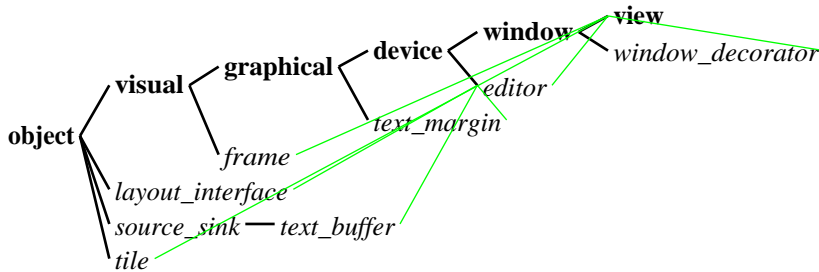 view
window
device
window_decorator
graphical
visual
editor
text_margin
object
frame
layout_interface
source_sink
text_buffer
tile